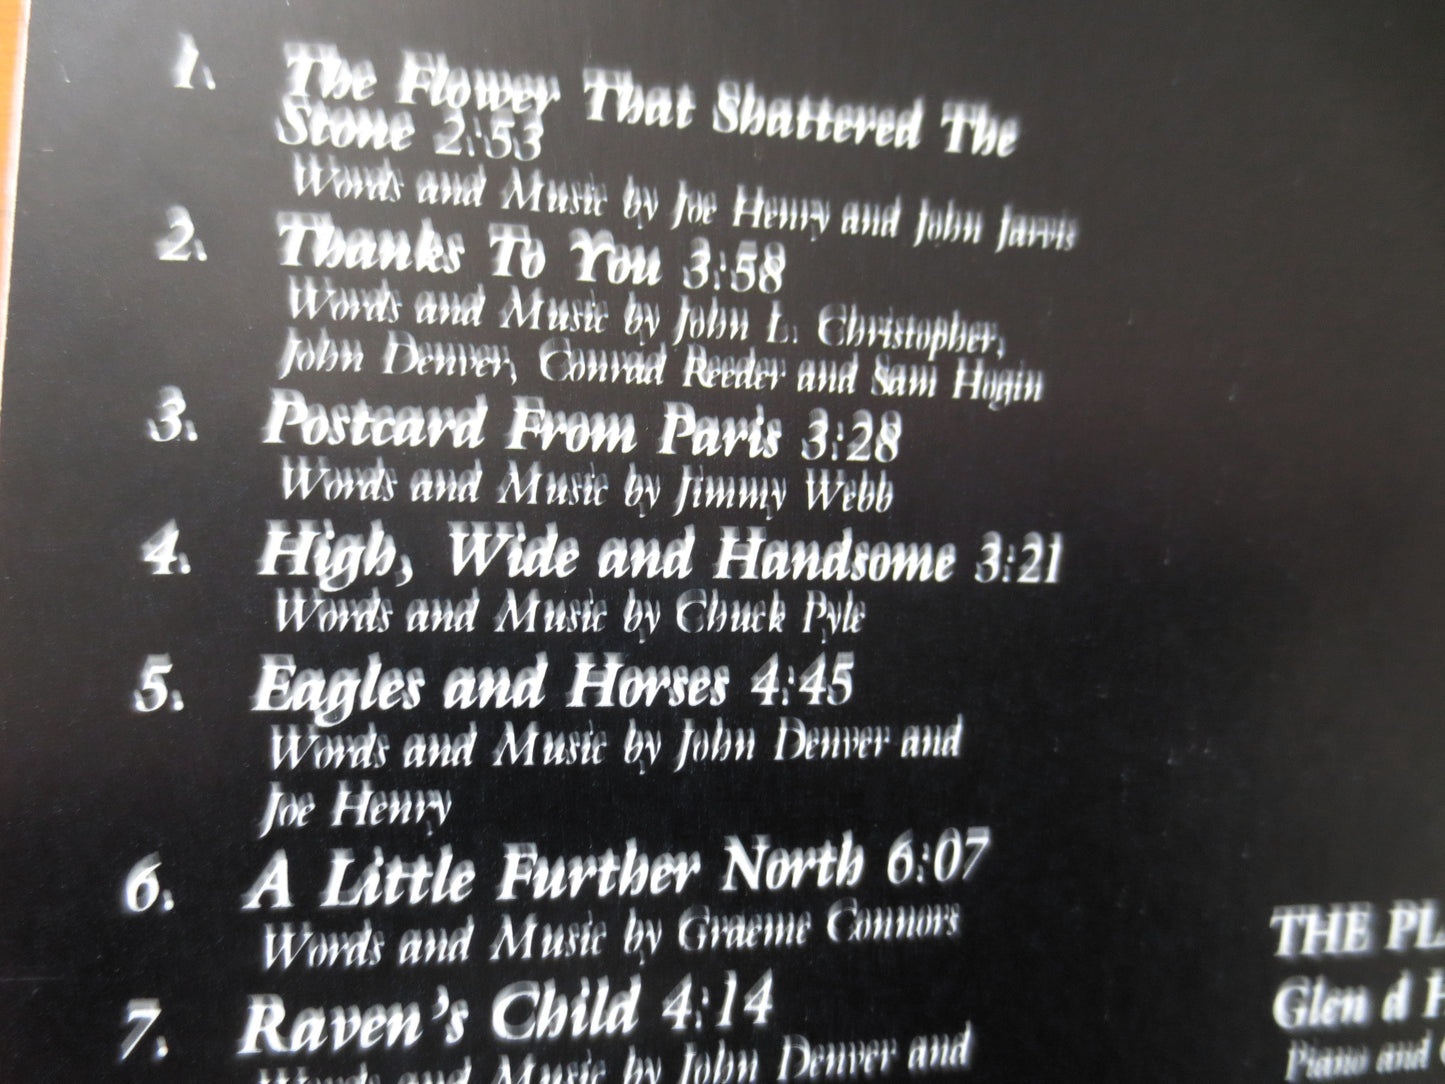 1. The Flower That Shattered The
Stone 2:53
Words and Music by Joe Henry and John Jarvis
2. Thanks To You 3:58
Words and Music by John L. Christopher,
John Denver, Conrad Reeder and Sam Hogin
3. Postcard From Paris 3:28
Words and Music by Jimmy Webb
4. High, Wide and Handsome 3:21
Words and Music by Chuck Pyle
5. Eagles and Horses 4:45
Words and Music by John Denver and
Joe Henry
6. A Little Further North 6:07
Words and Music by Graeme Connors
7. Raven's Child 4:14
Words and Music by John Denver and
THE PL
Glen d H
Piano and